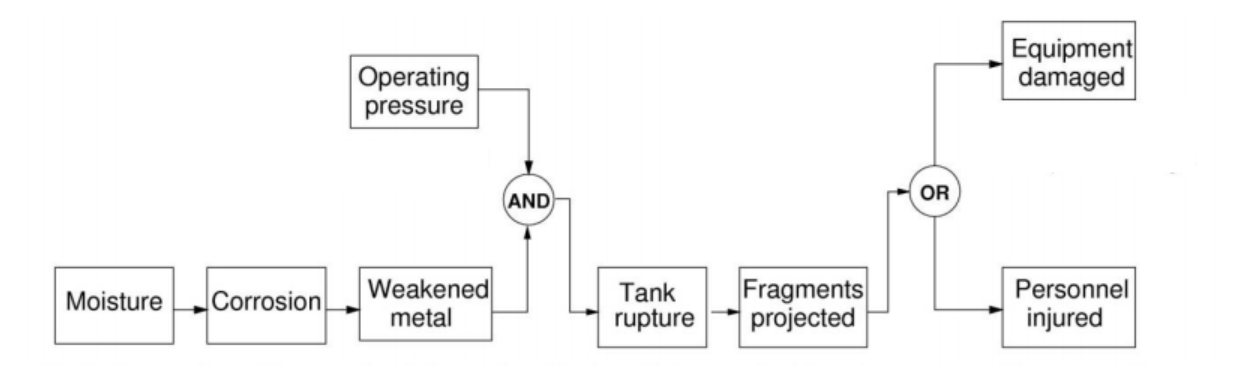 Operating
pressure
Equipment
damaged
AND
OR
Moisture
Corrosion
Weakened
metal
Tank
rupture
Fragments
projected
Personnel
injured